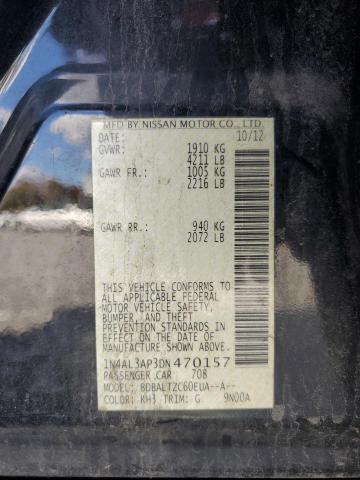 MFD BY NISSAN MOTOR CO., LTD.
DATE: 10/12
GVWR: 1910 KG
4211 LB
GAWR FR.: 1005 KG
2216 LB
GAWR RR.: 940 KG
2072 LB
THIS VEHICLE CONFORMS TO
ALL APPLICABLE FEDERAL
MOTOR VEHICLE SAFETY,
BUMPER, AND THEFT
PREVENTION STANDARDS
IN EFFECT ON THE DATE
OF MANUFACTURE SHOWN
ABOVE.
1N4AL3AP3DN470157
PASSENGER CAR 708
MODEL: BDBALTZC60EUA--A--
COLOR: KH3 TRIM: G 9N00A